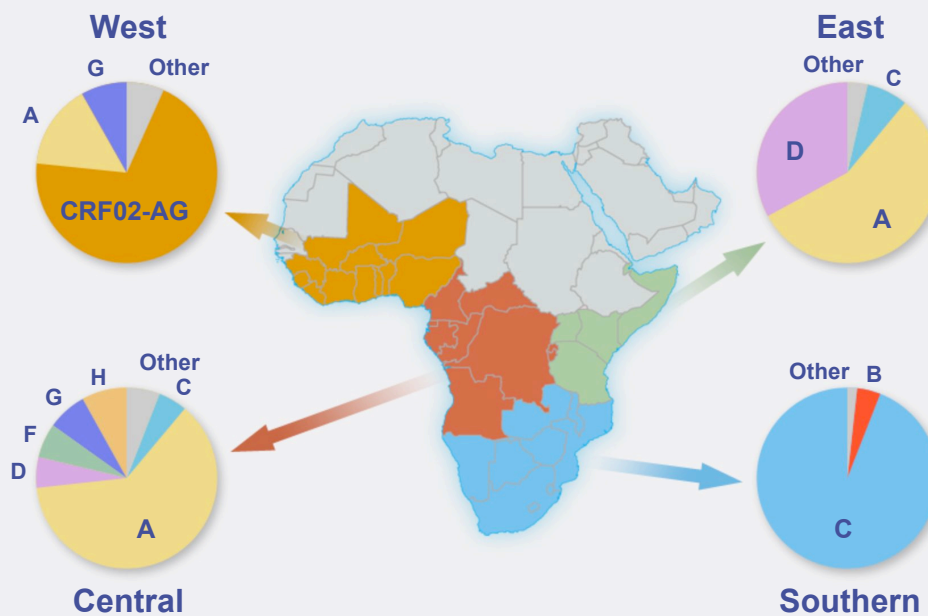 West
G
Other
A
CRF02-AG
East
Other
C
D
A
H
Other
C
G
F
D
A
Central
Other
B
C
Southern